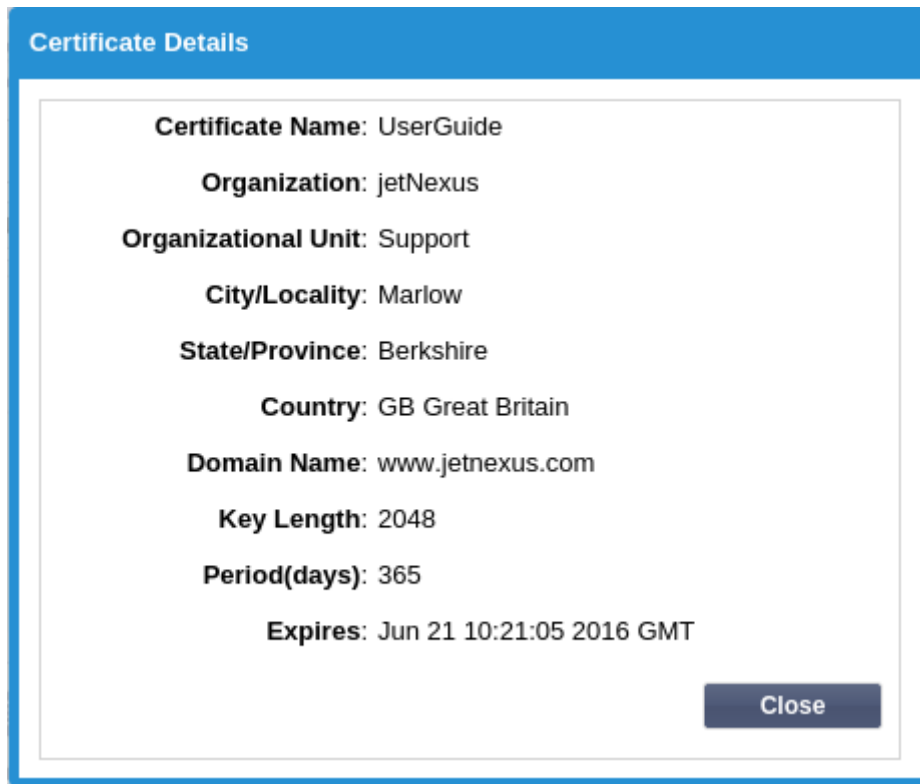 Certificate Details
Certificate Name: UserGuide
Organization: jetNexus
Organizational Unit: Support
City/Locality: Marlow
State/Province: Berkshire
Country: GB Great Britain
Domain Name: www.jetnexus.com
Key Length: 2048
Period(days): 365
Expires: Jun 21 10:21:05 2016 GMT
Close